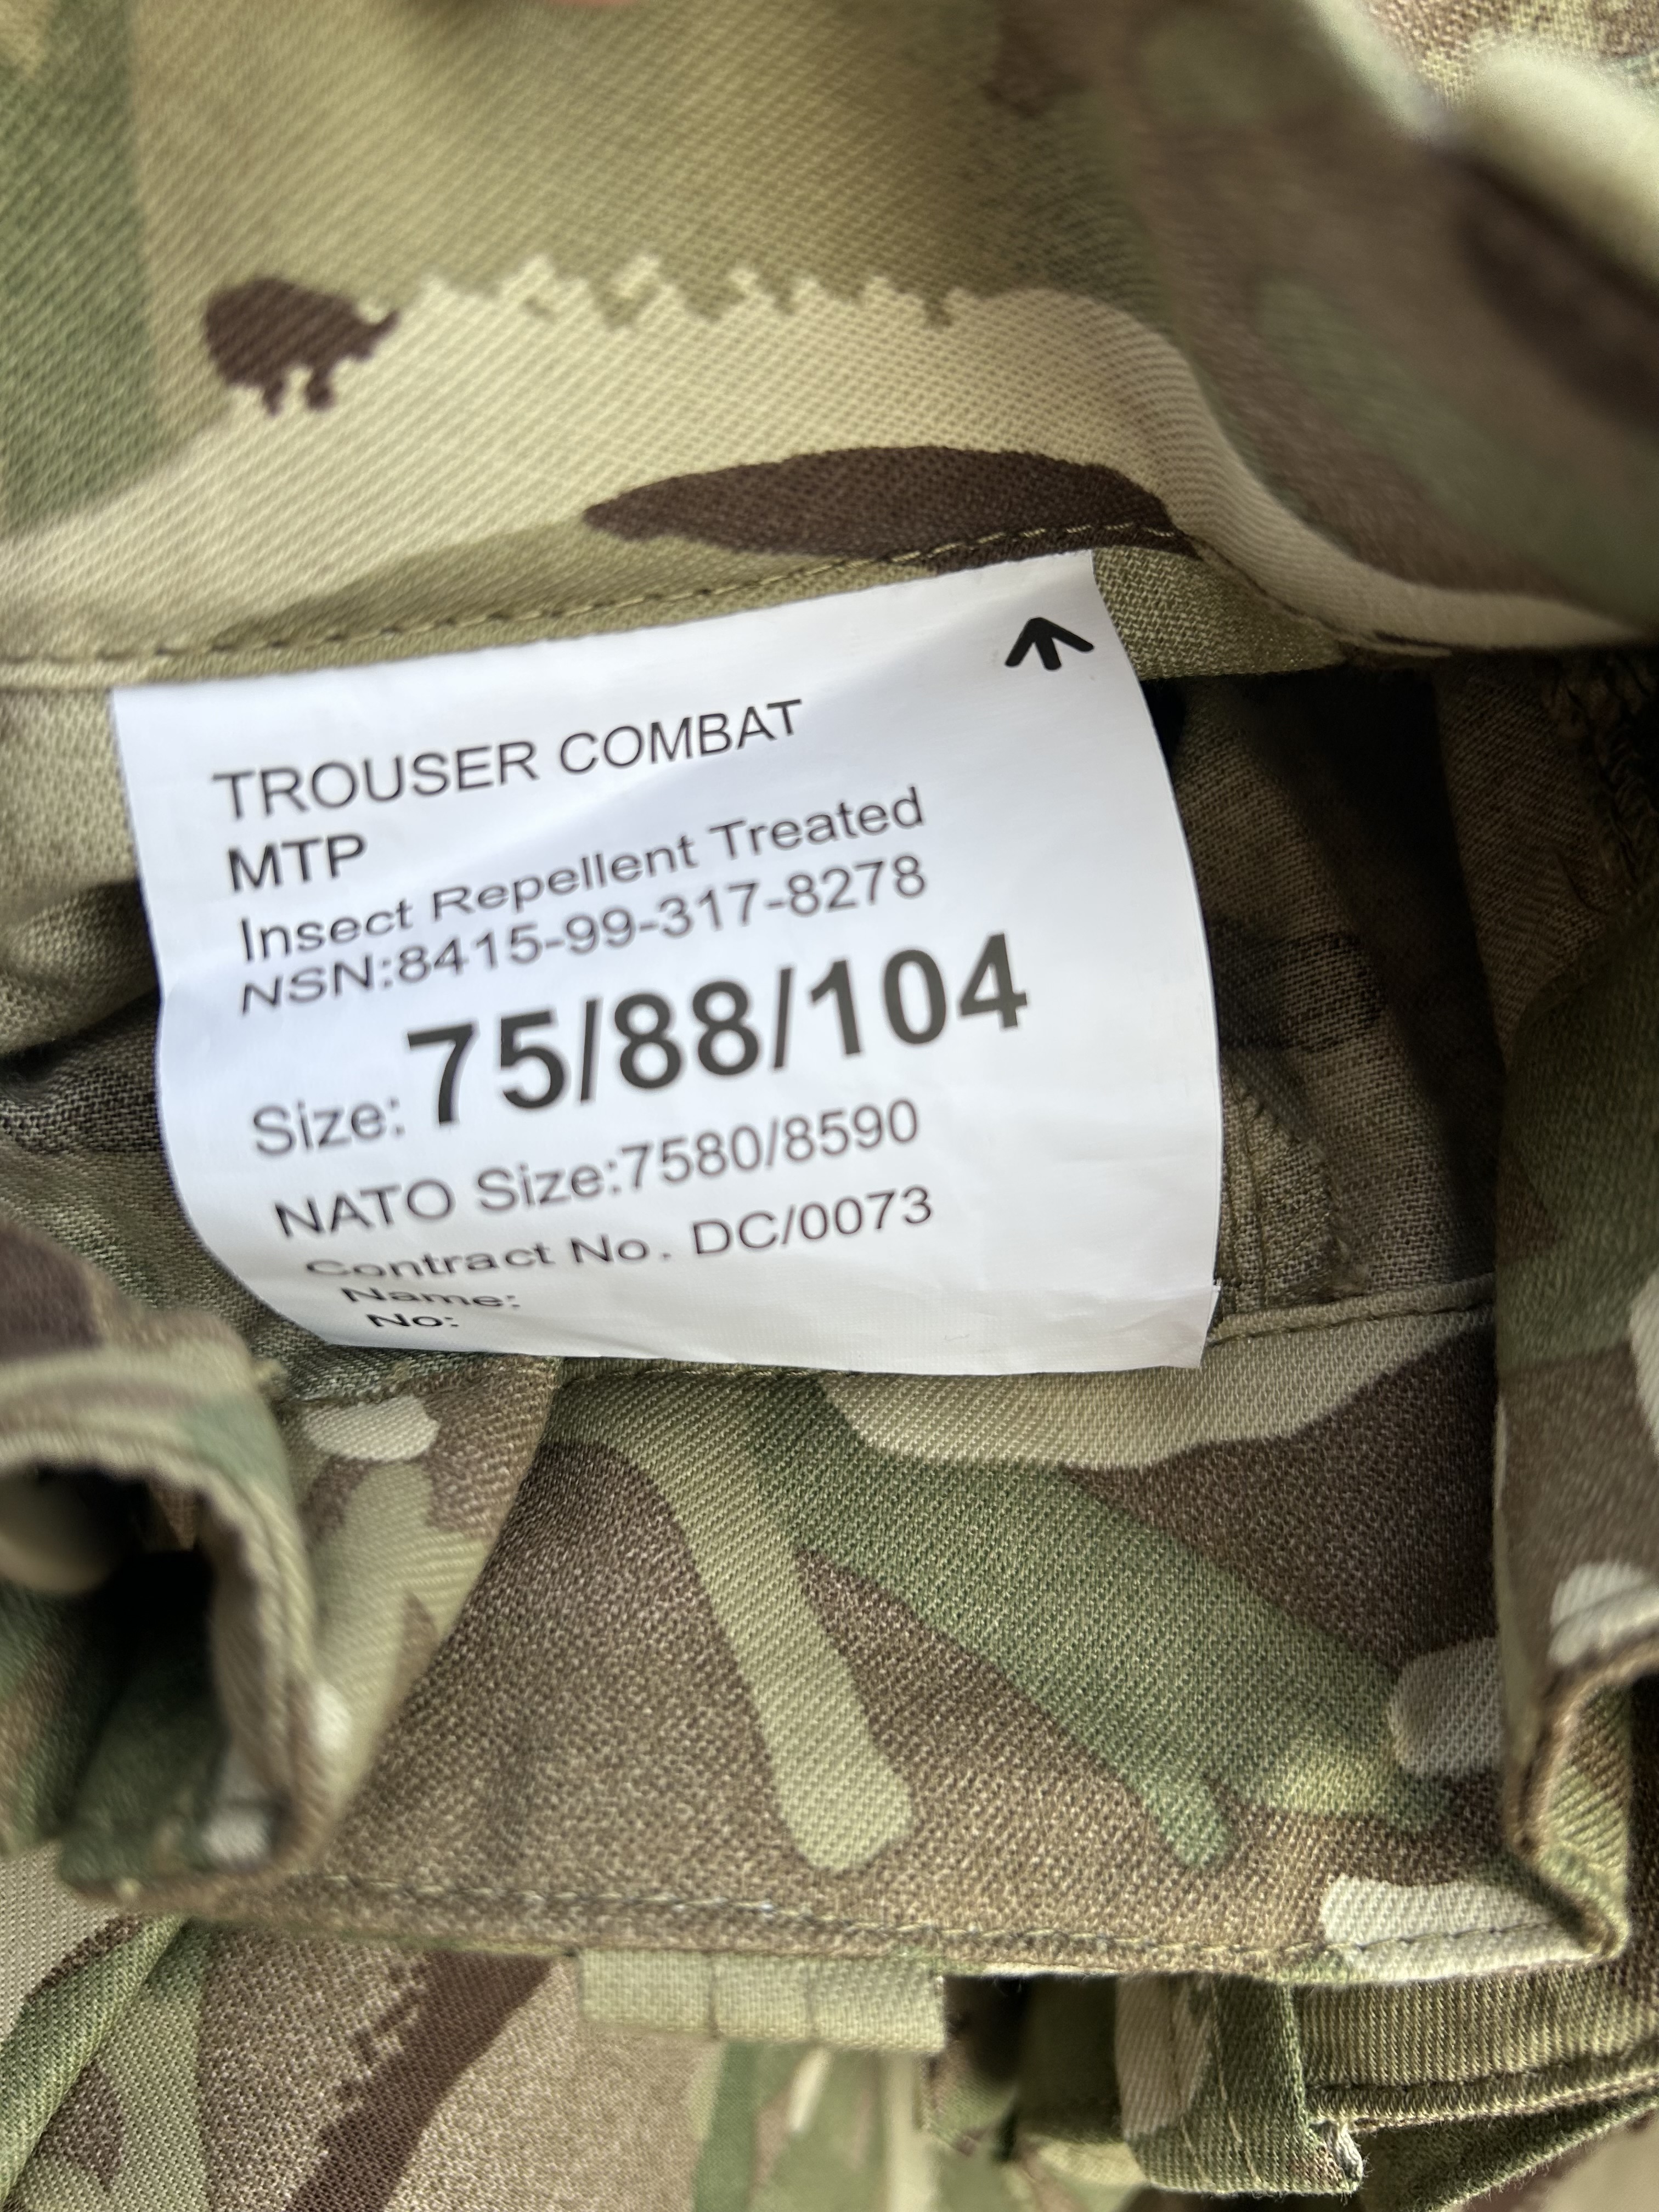 TROUSER COMBAT
MTP
Insect Repellent Treated
NSN:8415-99-317-8278
Size: 75/88/104
NATO Size:7580/8590
Contract No. DC/0073
Name:
No: